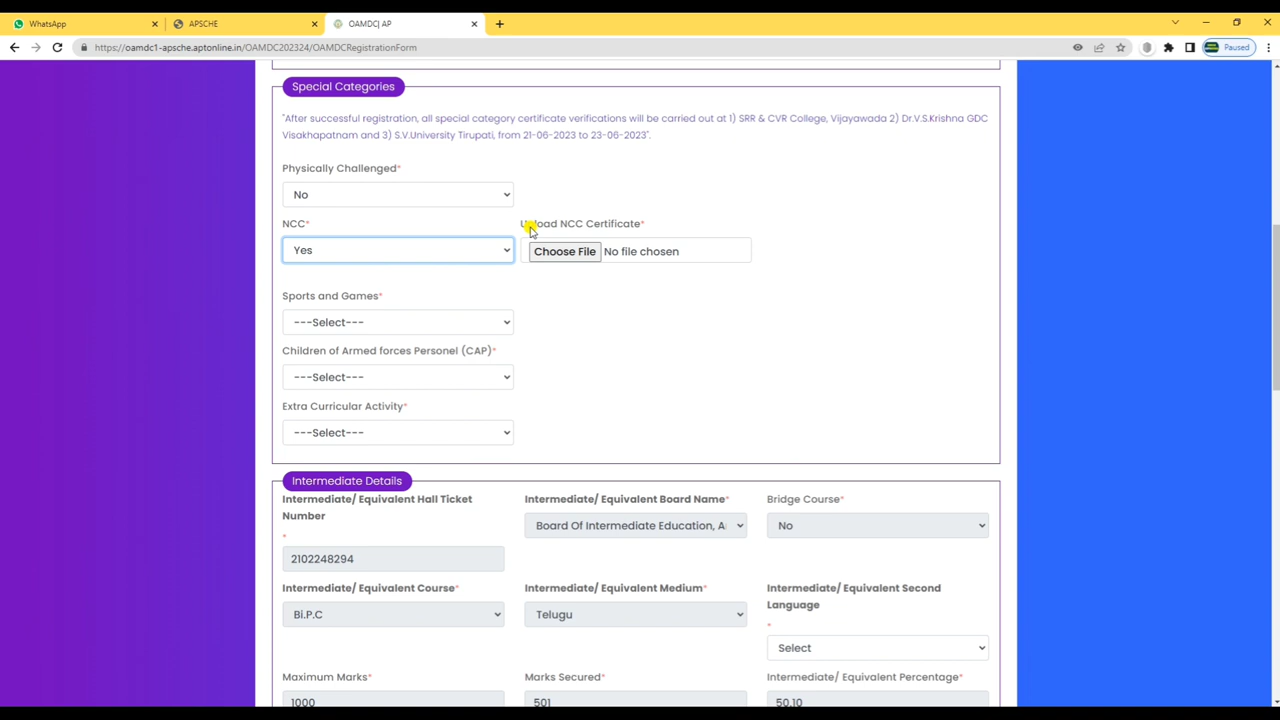 WhatsApp
APSCHE
OAMDC| AP
https://oamdc1-apsche.aptonline.in/OAMDC202324/OAMDCRegistrationForm
Paused
Special Categories
"After successful registration, all special category certificate verifications will be carried out at 1) SRR & CVR College, Vijayawada 2) Dr.V.S.Krishna GDC
Visakhapatnam and 3) S.V.University Tirupati, from 21-06-2023 to 23-06-2023".
Physically Challenged*
No
NCC* Upload NCC Certificate*
Yes Choose File No file chosen
Sports and Games*
---Select---
Children of Armed forces Personel (CAP)*
---Select---
Extra Curricular Activity*
---Select---
Intermediate Details
Intermediate/ Equivalent Hall Ticket
Number
*
2102248294
Intermediate/ Equivalent Board Name*
Board Of Intermediate Education, A
Bridge Course*
No
Intermediate/ Equivalent Course*
Bi.P.C
Intermediate/ Equivalent Medium*
Telugu
Intermediate/ Equivalent Second
Language
*
Select
Maximum Marks*
1000
Marks Secured*
501
Intermediate/ Equivalent Percentage*
50.10